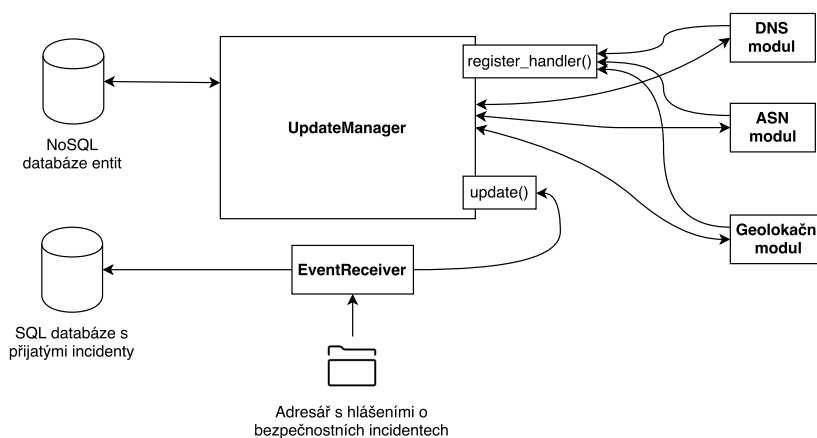 NoSQL
databáze entit
UpdateManager
register_handler()
update()
DNS
modul
ASN
modul
Geolokačn
modul
EventReceiver
SQL databáze s
přijatými incidenty
Adresář s hlášeními o
bezpečnostních incidentech